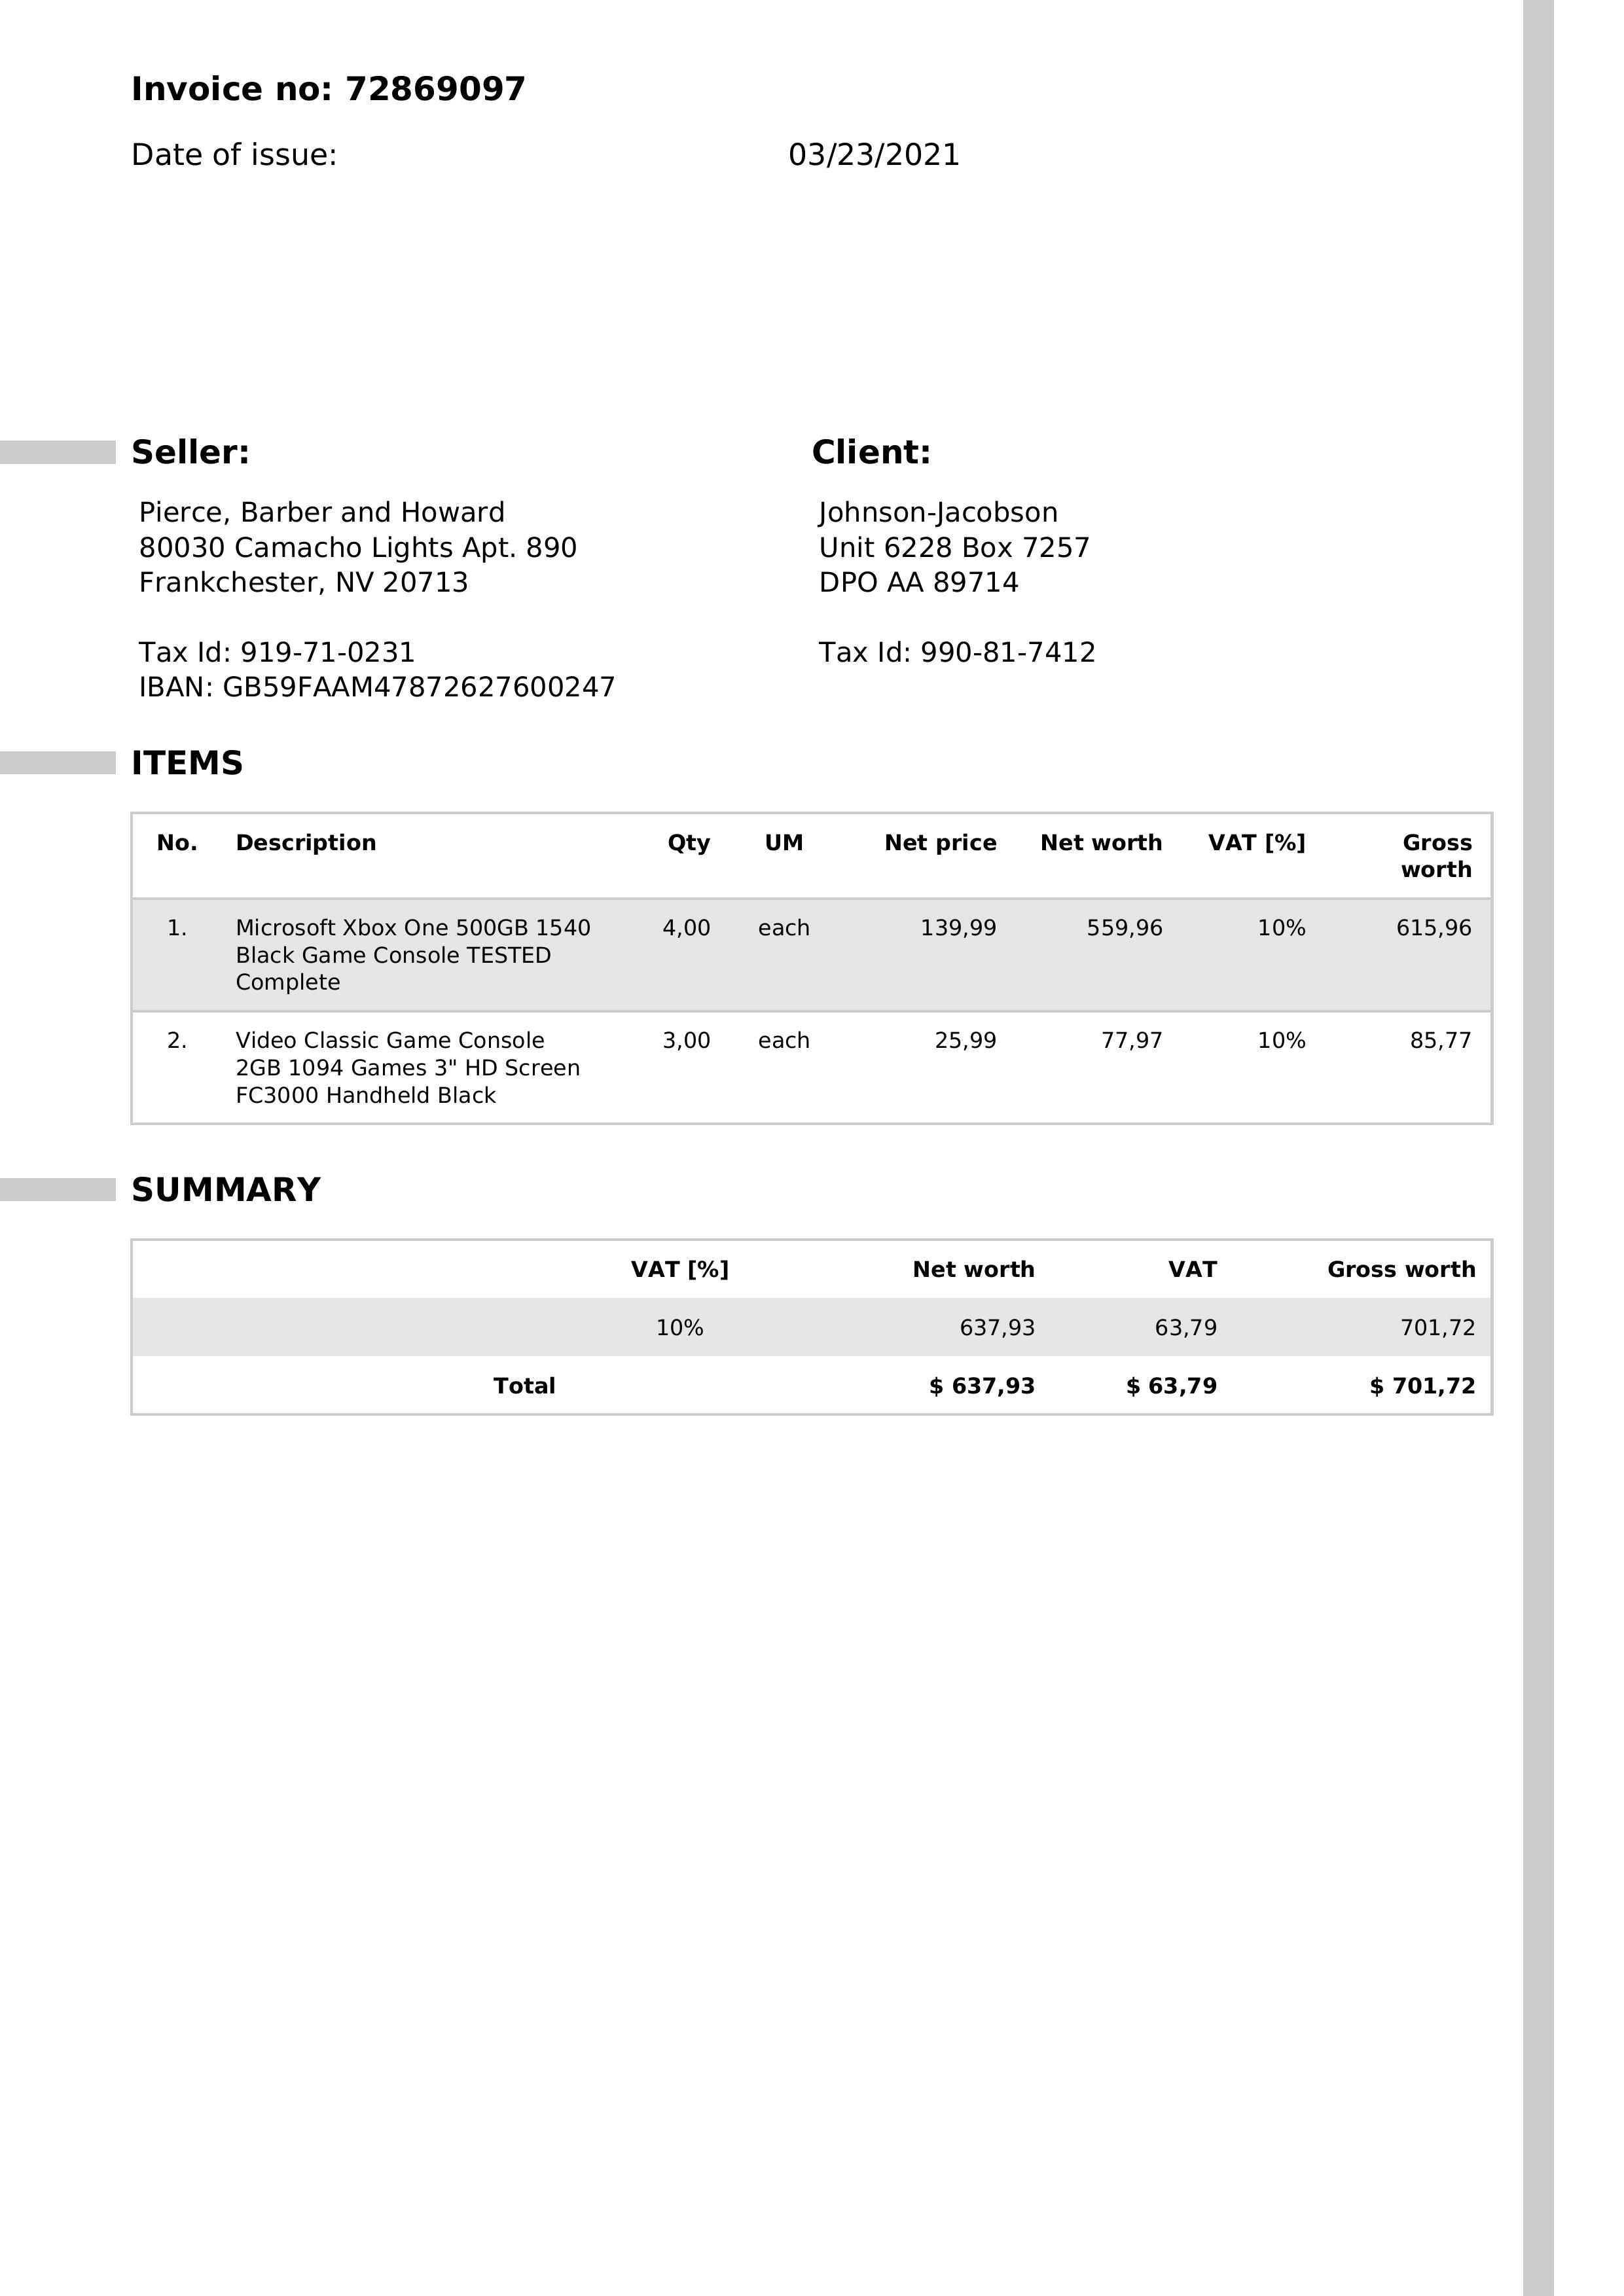 Invoice no: 72869097
Date of issue: 03/23/2021
Seller: Client:
Pierce, Barber and Howard Johnson-Jacobson
80030 Camacho Lights Apt. 890 Unit 6228 Box 7257
Frankchester, NV 20713 DPO AA 89714
Tax Id: 919-71-0231 Tax Id: 990-81-7412
IBAN: GB59FAAM47872627600247
ITEMS
No. Description Qty UM Net price Net worth VAT [%] Gross
worth
1. Microsoft Xbox One 500GB 1540 4,00 each 139,99 559,96 10% 615,96
Black Game Console TESTED
Complete
2. Video Classic Game Console 3,00 each 25,99 77,97 10% 85,77
2GB 1094 Games 3" HD Screen
FC3000 Handheld Black
SUMMARY
VAT [%] Net worth VAT Gross worth
10% 637,93 63,79 701,72
Total $ 637,93 $ 63,79 $ 701,72